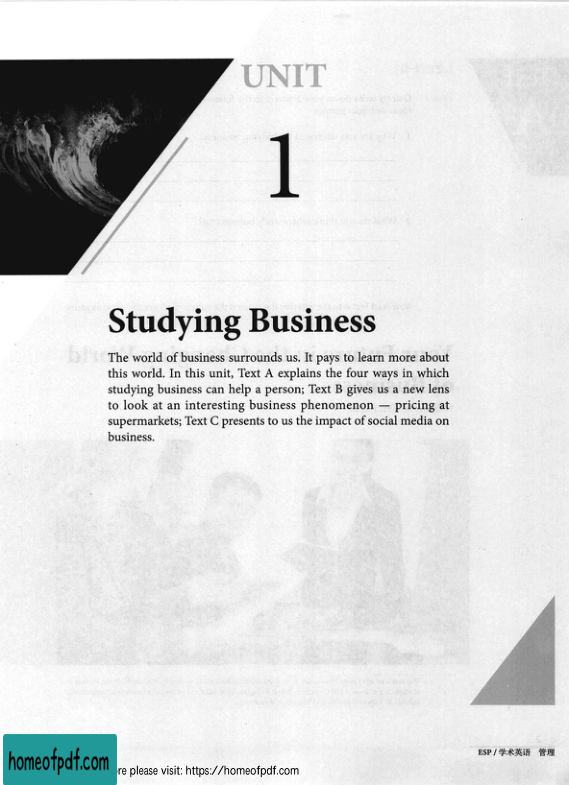 UNIT
1
Studying Business
The world of business surrounds us. It pays to learn more about
this world. In this unit, Text A explains the four ways in which
studying business can help a person; Text B gives us a new lens
to look at an interesting business phenomenon — pricing at
supermarkets; Text C presents to us the impact of social media on
business.
ESP / 学术英语 管理
homeofpdf.com
re please visit: https://homeofpdf.com